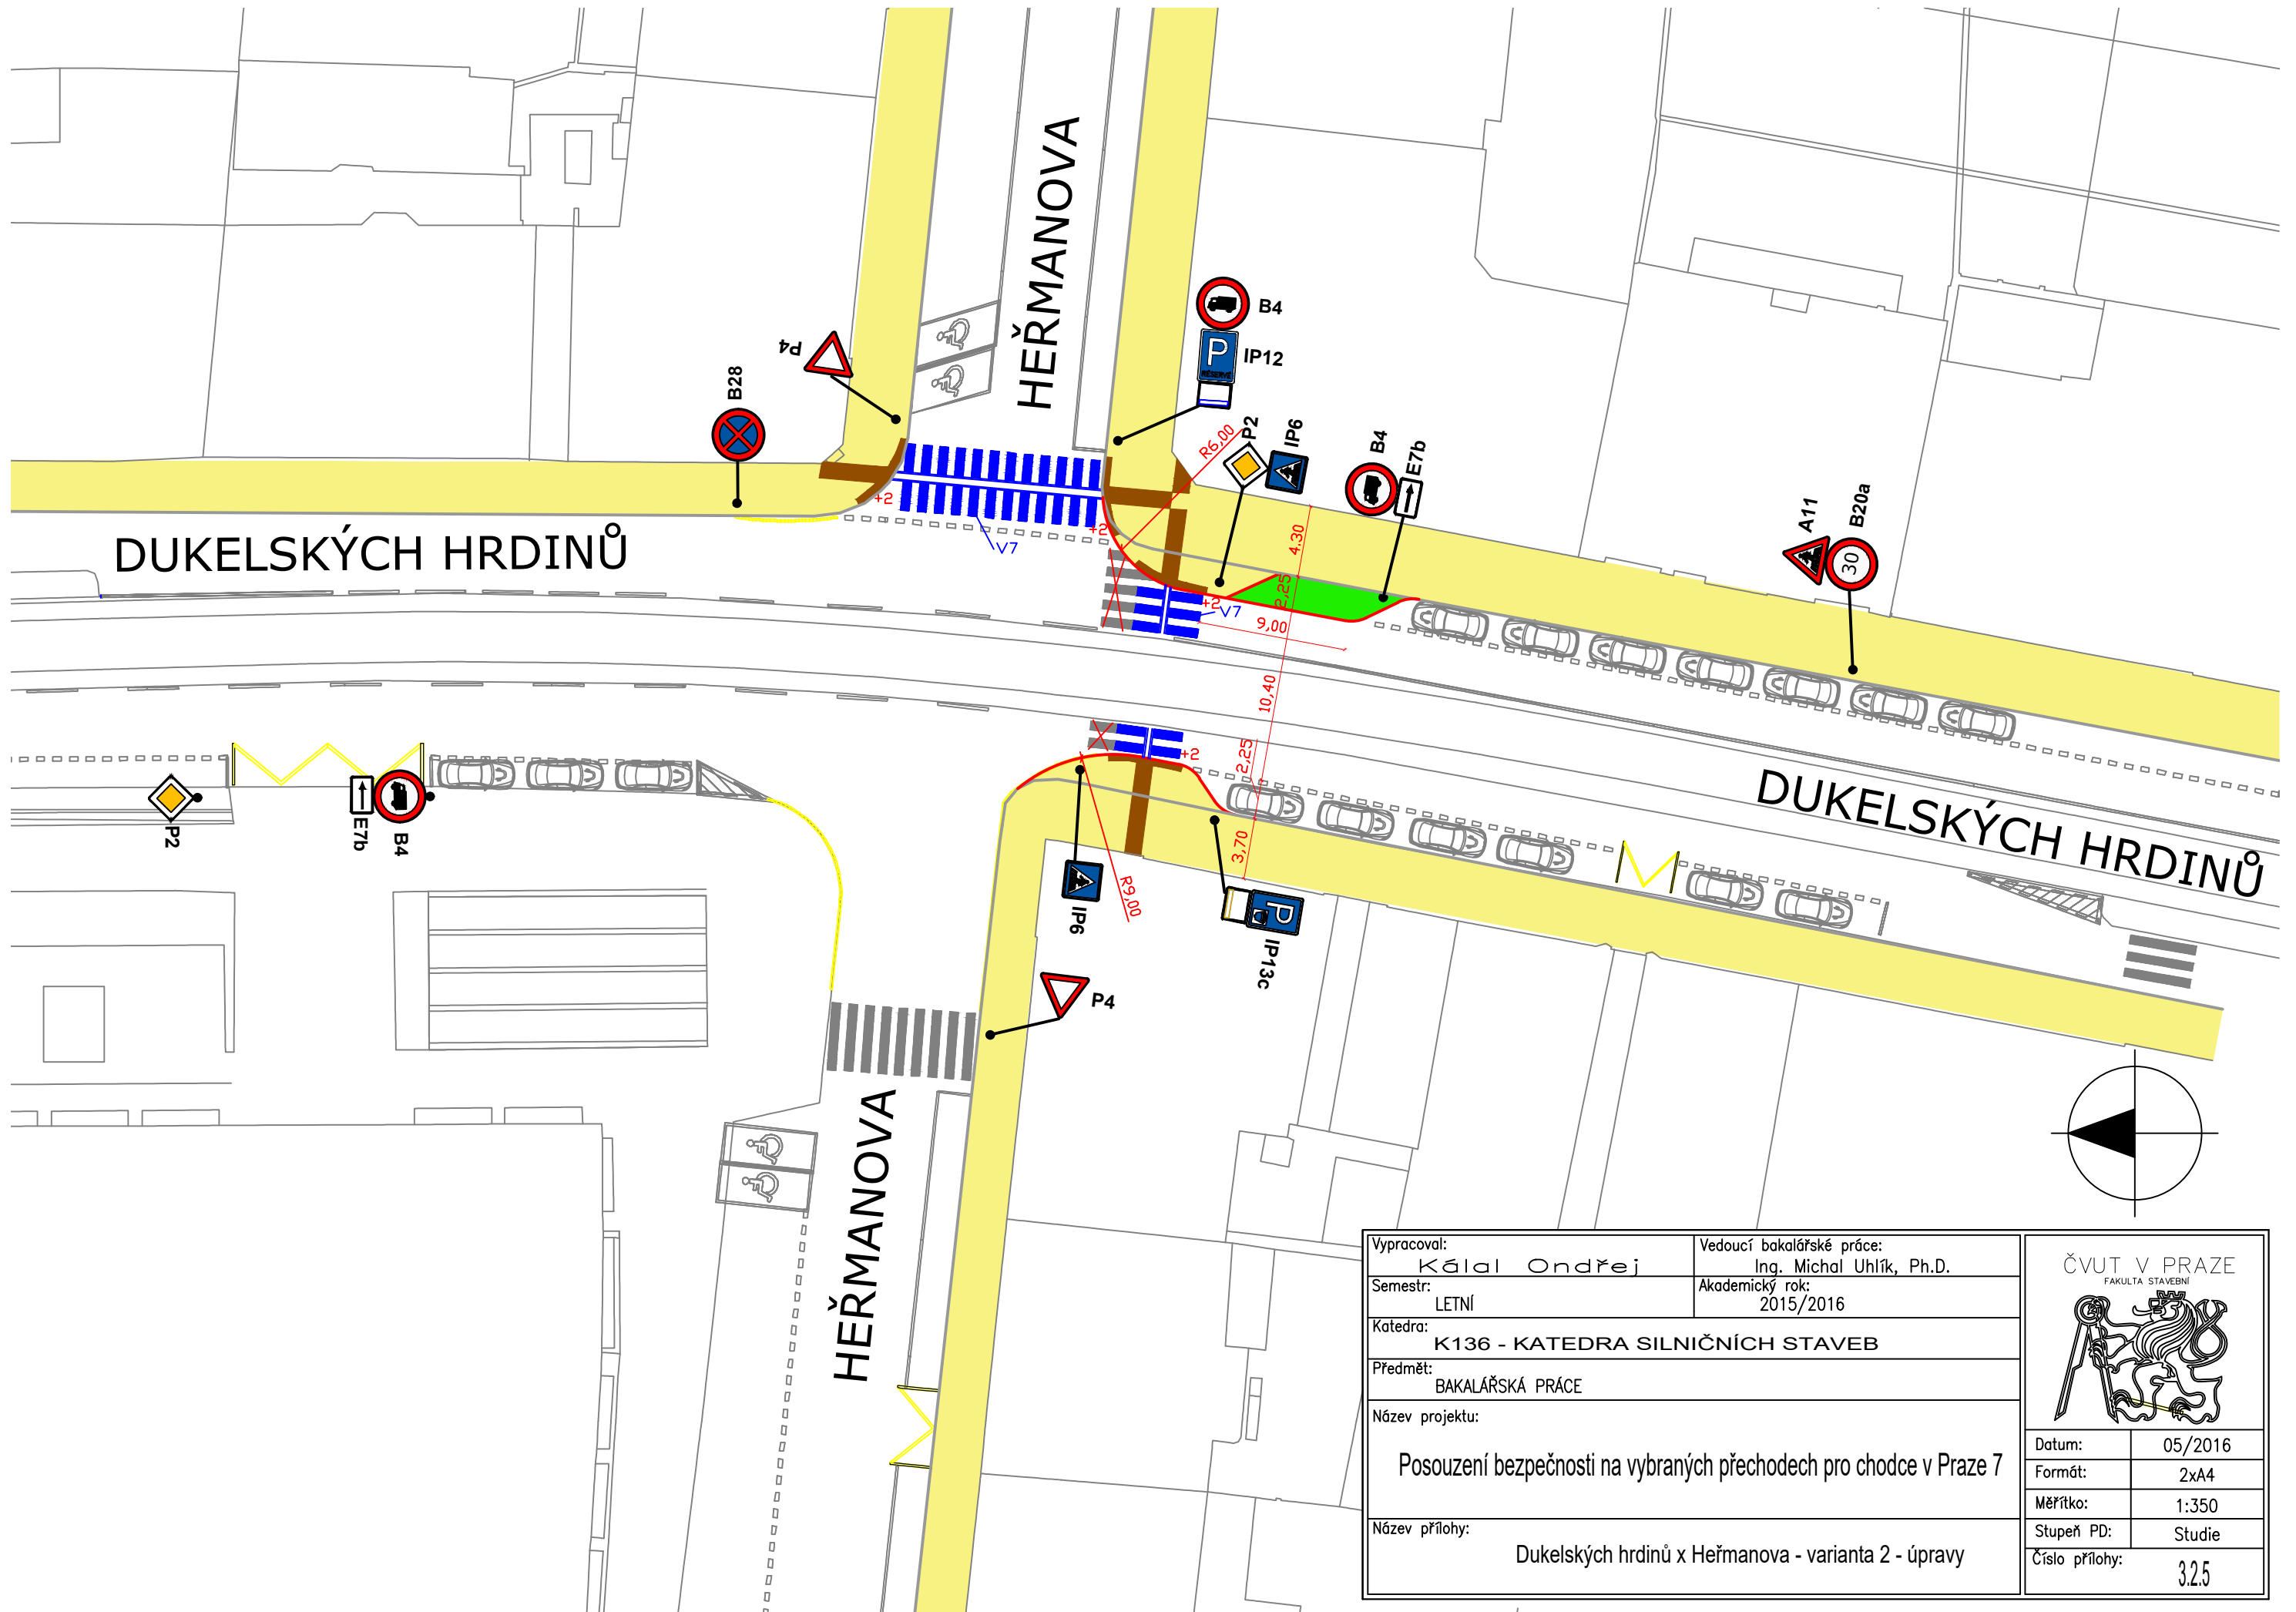 HEŘMANOVA
B4
IP12
P
RÉSERVÉ
P4
B28
R6,00
P2
IP6
B4
E7b
A11
B20a
30
+2
+2
V7
4.30
2,25
+2
V7
9,00
DUKELSKÝCH HRDINŮ
10,40
2,25
+2
3,70
DUKELSKÝCH HRDINŮ
P2
E7b
B4
R9,00
IP6
P
IP13c
P4
HEŘMANOVA
Vypracoval:
Kálal Ondřej
Vedoucí bakalářské práce:
Ing. Michal Uhlík, Ph.D.
Semestr:
LETNÍ
Akademický rok:
2015/2016
Katedra:
K136 - KATEDRA SILNIČNÍCH STAVEB
Předmět:
BAKALÁŘSKÁ PRÁCE
Název projektu:
Posouzení bezpečnosti na vybraných přechodech pro chodce v Praze 7
Název přílohy:
Dukelských hrdinů x Heřmanova - varianta 2 - úpravy
ČVUT V PRAZE
FAKULTA STAVEBNÍ
Datum: 05/2016
Formát: 2xA4
Měřítko: 1:350
Stupeň PD: Studie
Číslo přílohy: 3.2.5